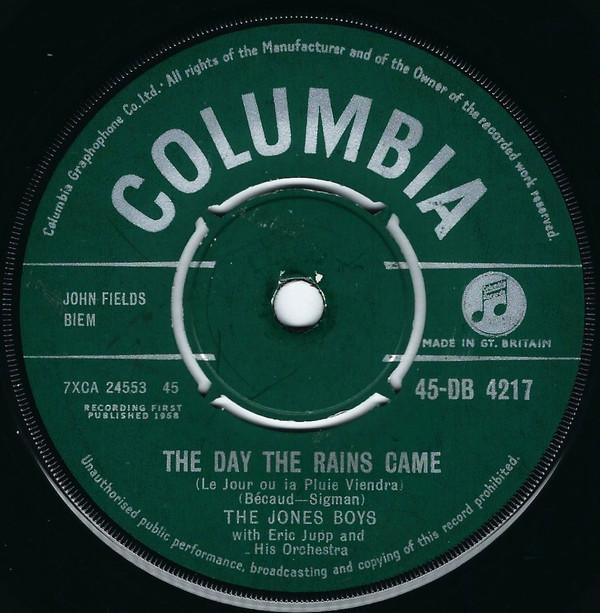 Columbia Graphophone Co. Ltd. · All rights of the Manufacturer and of the Owner of the recorded work reserved.
COLUMBIA
JOHN FIELDS
BIEM
MADE IN GT. BRITAIN
7XCA 24553 45
45-DB 4217
RECORDING FIRST
PUBLISHED 1958
THE DAY THE RAINS CAME
(Le Jour ou la Pluie Viendra)
(Bécaud—Sigman)
THE JONES BOYS
with Eric Jupp and
His Orchestra
Unauthorised public performance, broadcasting and copying of this record prohibited.